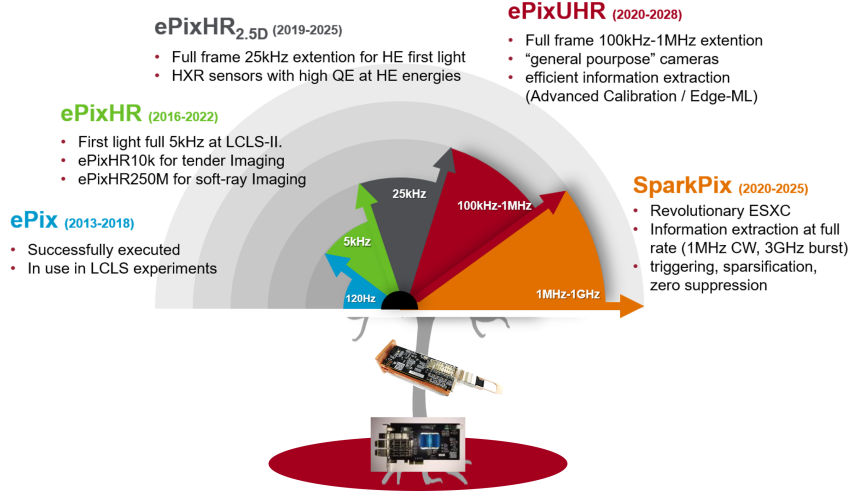 ePixHR2.5D (2019-2025)
• Full frame 25kHz extention for HE first light
• HXR sensors with high QE at HE energies
ePixUHR (2020-2028)
• Full frame 100kHz-1MHz extention
• “general pourpose” cameras
• efficient information extraction
(Advanced Calibration / Edge-ML)
ePixHR (2016-2022)
• First light full 5kHz at LCLS-II.
• ePixHR10k for tender Imaging
• ePixHR250M for soft-ray Imaging
ePix (2013-2018)
• Successfully executed
• In use in LCLS experiments
SparkPix (2020-2025)
• Revolutionary ESXC
• Information extraction at full
rate (1MHz CW, 3GHz burst)
• triggering, sparsification,
zero suppression
120Hz
5kHz
25kHz
100kHz-1MHz
1MHz-1GHz